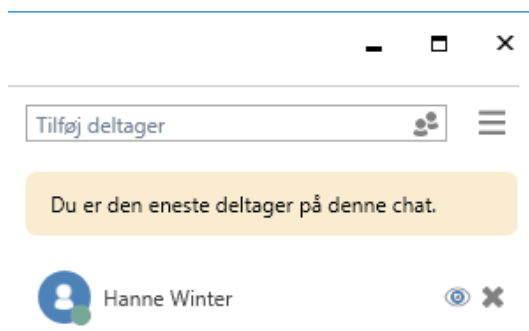 Tilføj deltager
Du er den eneste deltager på denne chat.
Hanne Winter